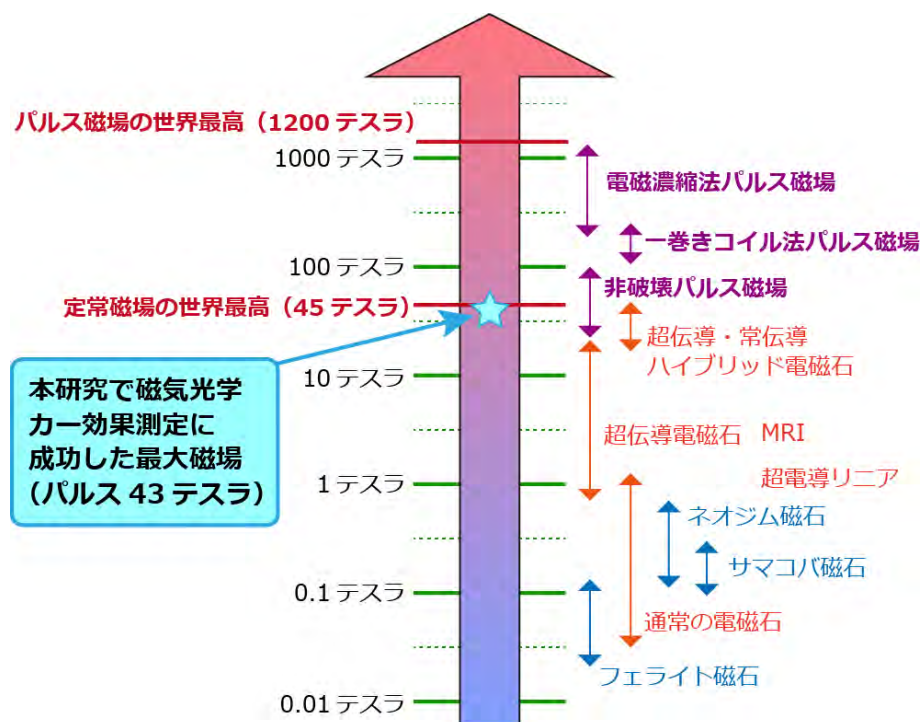 パルス磁場の世界最高（1200 テスラ）
1000 テスラ
電磁濃縮法パルス磁場
一巻きコイル法パルス磁場
100 テスラ
非破壊パルス磁場
定常磁場の世界最高（45 テスラ）
超伝導・常伝導
ハイブリッド電磁石
10 テスラ
本研究で磁気光学
カー効果測定に
成功した最大磁場
（パルス 43 テスラ）
超伝導電磁石 MRI
超電導リニア
1 テスラ
ネオジム磁石
サマコバ磁石
0.1 テスラ
通常の電磁石
フェライト磁石
0.01 テスラ